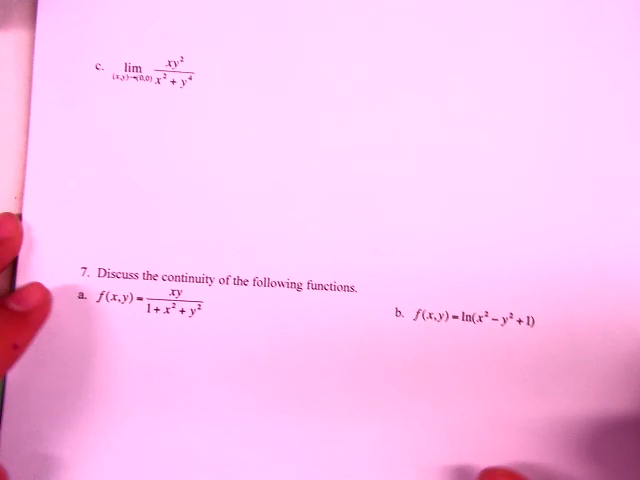 c. lim (x,y)→(0,0) xy² / x² + y⁴
7. Discuss the continuity of the following functions.
a. f(x,y) = xy / 1 + x² + y²
b. f(x,y) = ln(x² – y² + 1)